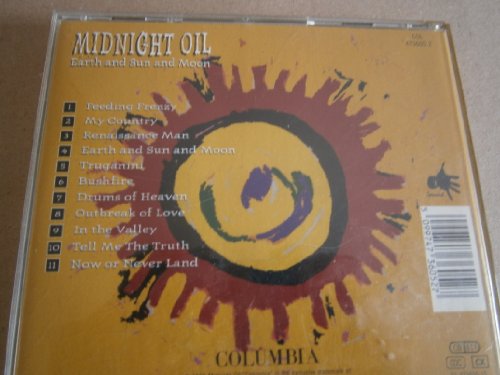 MIDNIGHT OIL
Earth and Sun and Moon
COL
1 Feeding Frenzy
2 My Country
3 Renaissance Man
4 Earth and Sun and Moon
5 Truganini
6 Bushfire
7 Drums of Heaven
8 Outbreak of Love
9 In the Valley
10 Tell Me The Truth
11 Now or Never Land
COLUMBIA